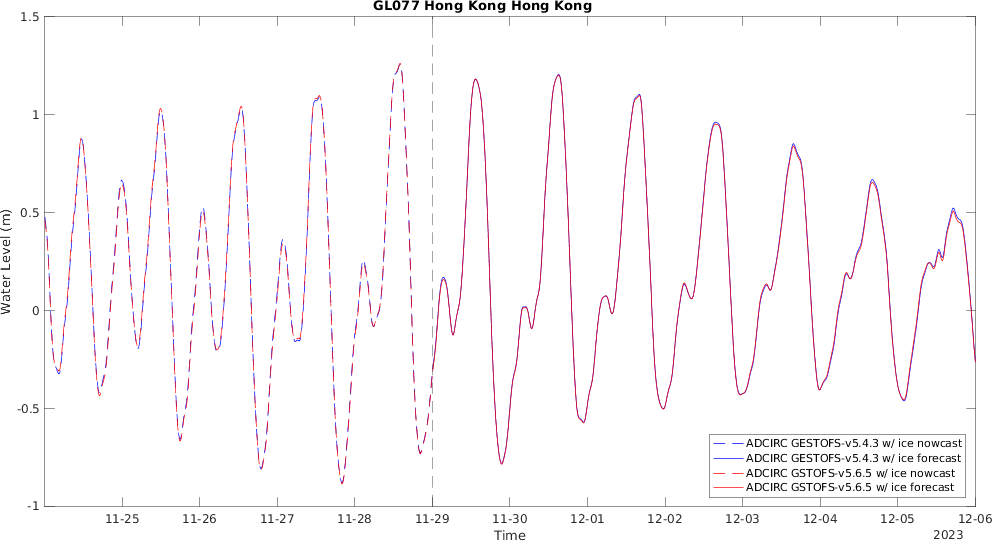 GL077 Hong Kong Hong Kong
1.5
1
0.5
0
-0.5
-1
Water Level (m)
ADCIRC GESTOFS-v5.4.3 w/ ice nowcast
ADCIRC GESTOFS-v5.4.3 w/ ice forecast
ADCIRC GSTOFS-v5.6.5 w/ ice nowcast
ADCIRC GSTOFS-v5.6.5 w/ ice forecast
11-25 11-26 11-27 11-28 11-29 11-30 12-01 12-02 12-03 12-04 12-05 12-06
Time
2023